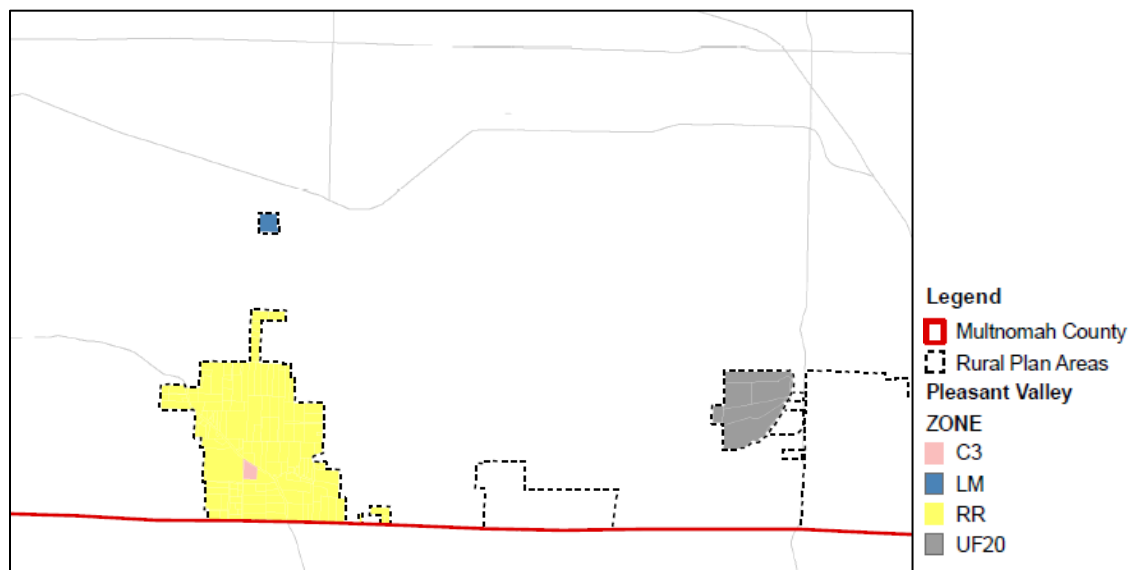 Legend
Multnomah County
Rural Plan Areas
Pleasant Valley
ZONE
C3
LM
RR
UF20